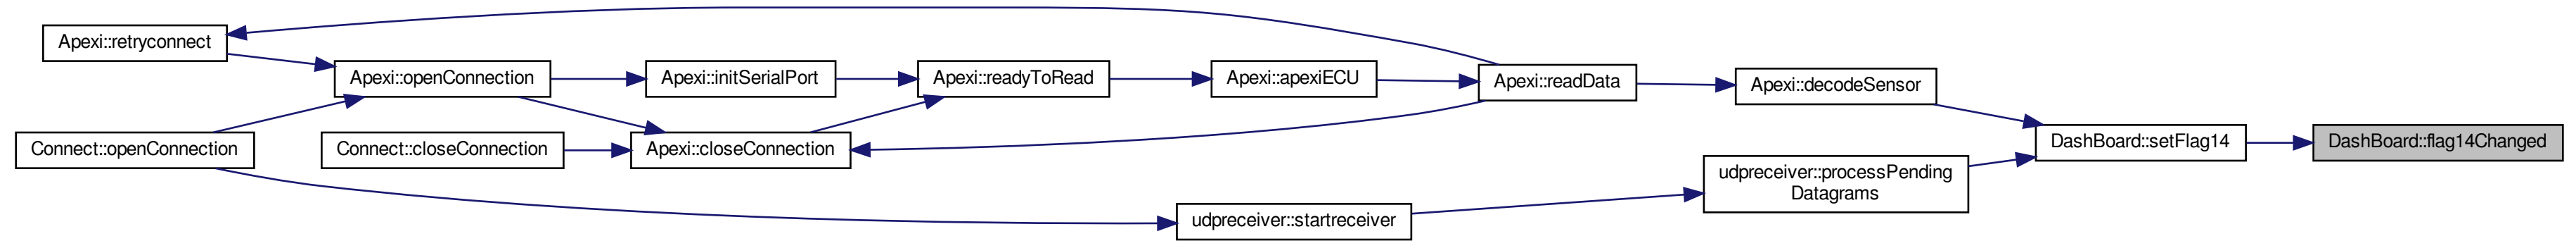 Apexi::retryconnect
Apexi::openConnection
Apexi::initSerialPort
Apexi::readyToRead
Apexi::apexiECU
Apexi::readData
Apexi::decodeSensor
Connect::openConnection
Connect::closeConnection
Apexi::closeConnection
DashBoard::setFlag14
DashBoard::flag14Changed
udpreceiver::processPending
Datagrams
udpreceiver::startreceiver